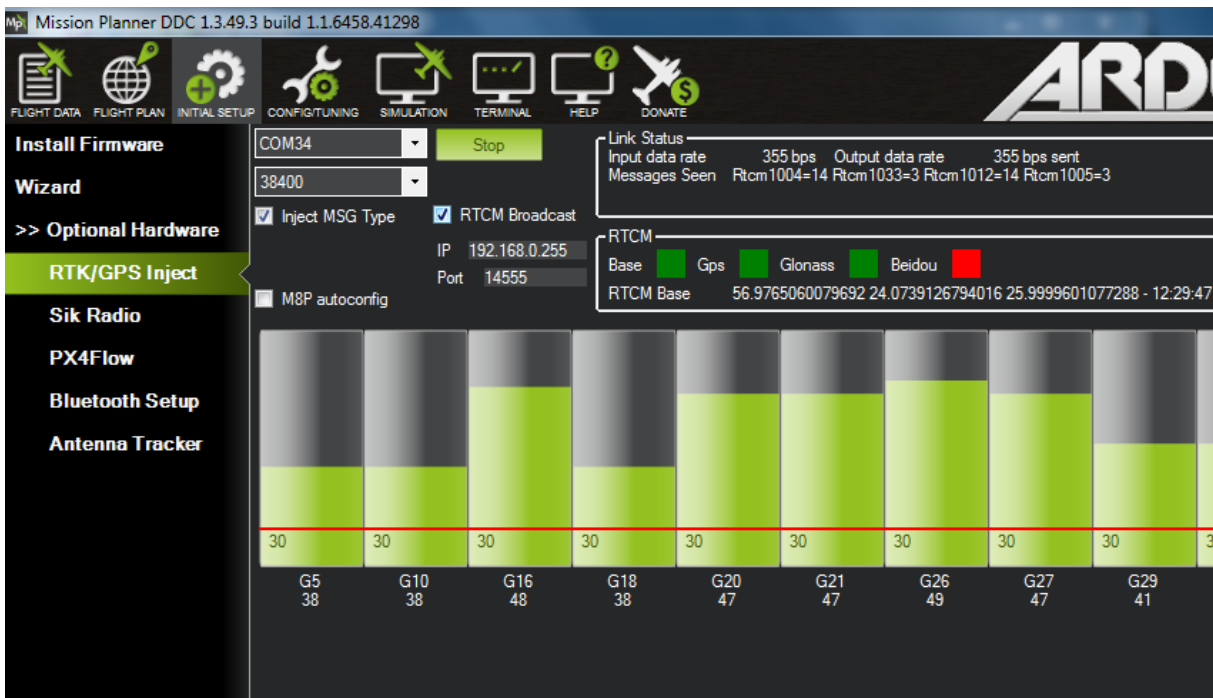 Mp Mission Planner DDC 1.3.49.3 build 1.1.6458.41298
FLIGHT DATA FLIGHT PLAN INITIAL SETUP CONFIG/TUNING SIMULATION TERMINAL HELP DONATE
ARD
Install Firmware
Wizard
>> Optional Hardware
RTK/GPS Inject
Sik Radio
PX4Flow
Bluetooth Setup
Antenna Tracker
COM34 Stop
38400
Inject MSG Type RTCM Broadcast
IP 192.168.0.255
Port 14555
M8P autoconfig
Link Status
Input data rate 355 bps Output data rate 355 bps sent
Messages Seen Rtcm1004=14 Rtcm1033=3 Rtcm1012=14 Rtcm1005=3
RTCM
Base Gps Glonass Beidou
RTCM Base 56.9765060079692 24.0739126794016 25.9999601077288 - 12:29:47
30 30 30 30 30 30 30 30 30 3
G5 G10 G16 G18 G20 G21 G26 G27 G29
38 38 48 38 47 47 49 47 41